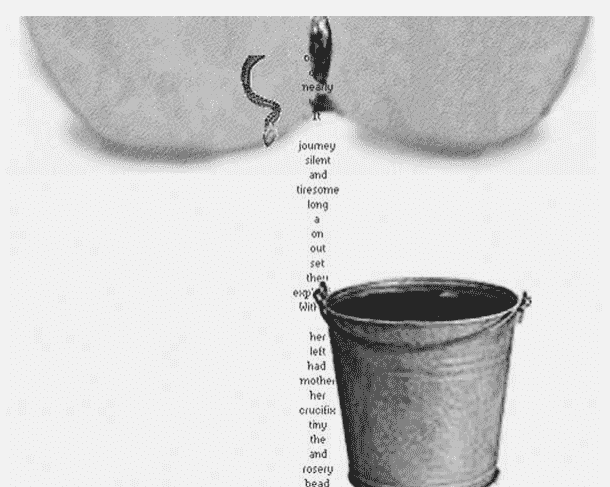 nearly
It
journey
silent
and
tiresome
long
a
on
out
set
they
With
her
left
had
mother
her
crucifix
tiny
the
and
rosery
bead